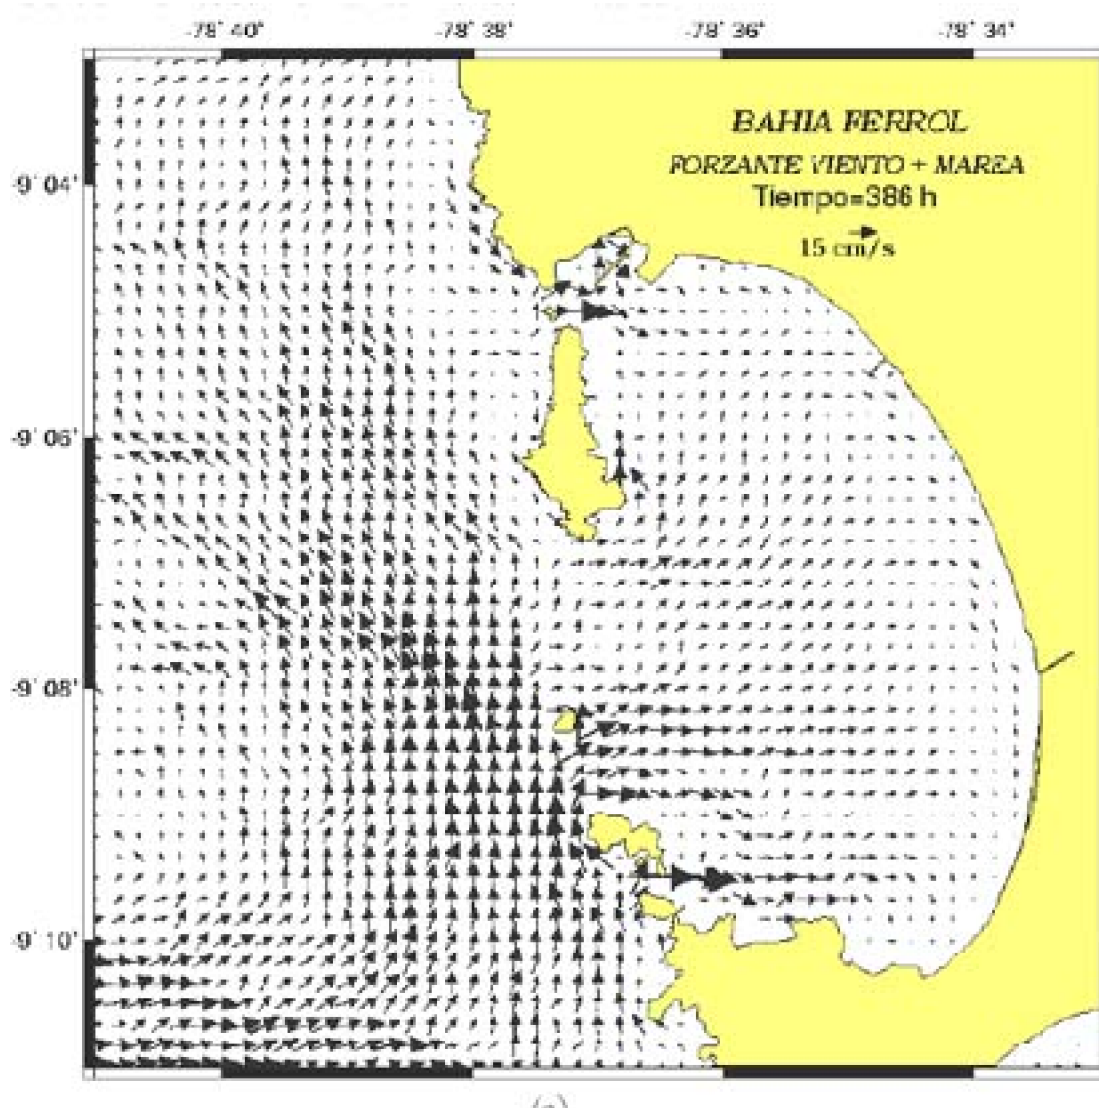 -78° 40' -78° 38' -78° 36' -78° 34'
BAHIA FERROL
FORZANTE VIENTO + MAREA
Tiempo=386 h
15 cm/s
-9° 04'
-9° 06'
-9° 08'
-9° 10'